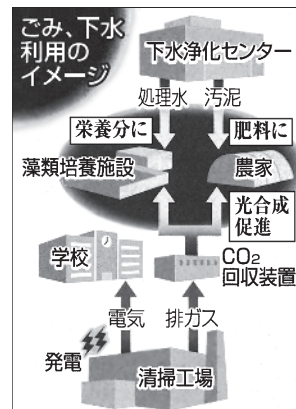 ごみ、下水
利用の
イメージ
下水浄化センター
処理水 汚泥
栄養分に
肥料に
藻類培養施設
農家
光合成
促進
学校
CO₂
回収装置
電気
排ガス
発電
清掃工場